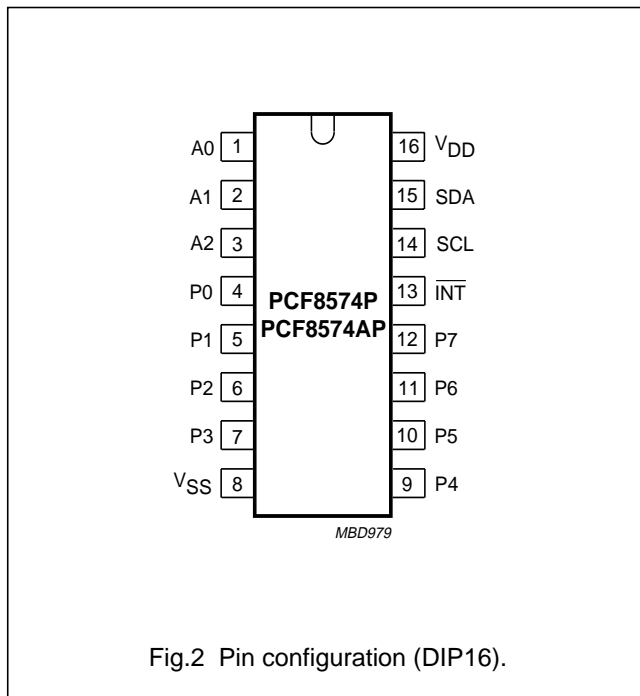 A0 1 16 VDD
A1 2 15 SDA
A2 3 14 SCL
P0 4 13 INT
PCF8574P
PCF8574AP
P1 5 12 P7
P2 6 11 P6
P3 7 10 P5
VSS 8 9 P4
MBD979
Fig.2 Pin configuration (DIP16).